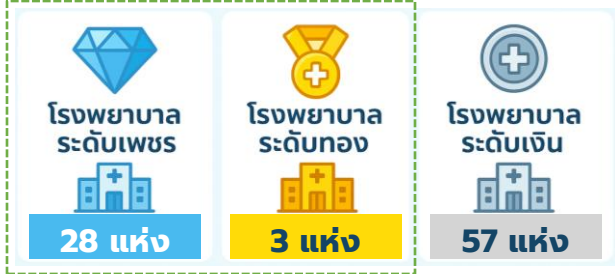 โรงพยาบาล
ระดับเพชร
28 แห่ง
โรงพยาบาล
ระดับทอง
3 แห่ง
โรงพยาบาล
ระดับเงิน
57 แห่ง